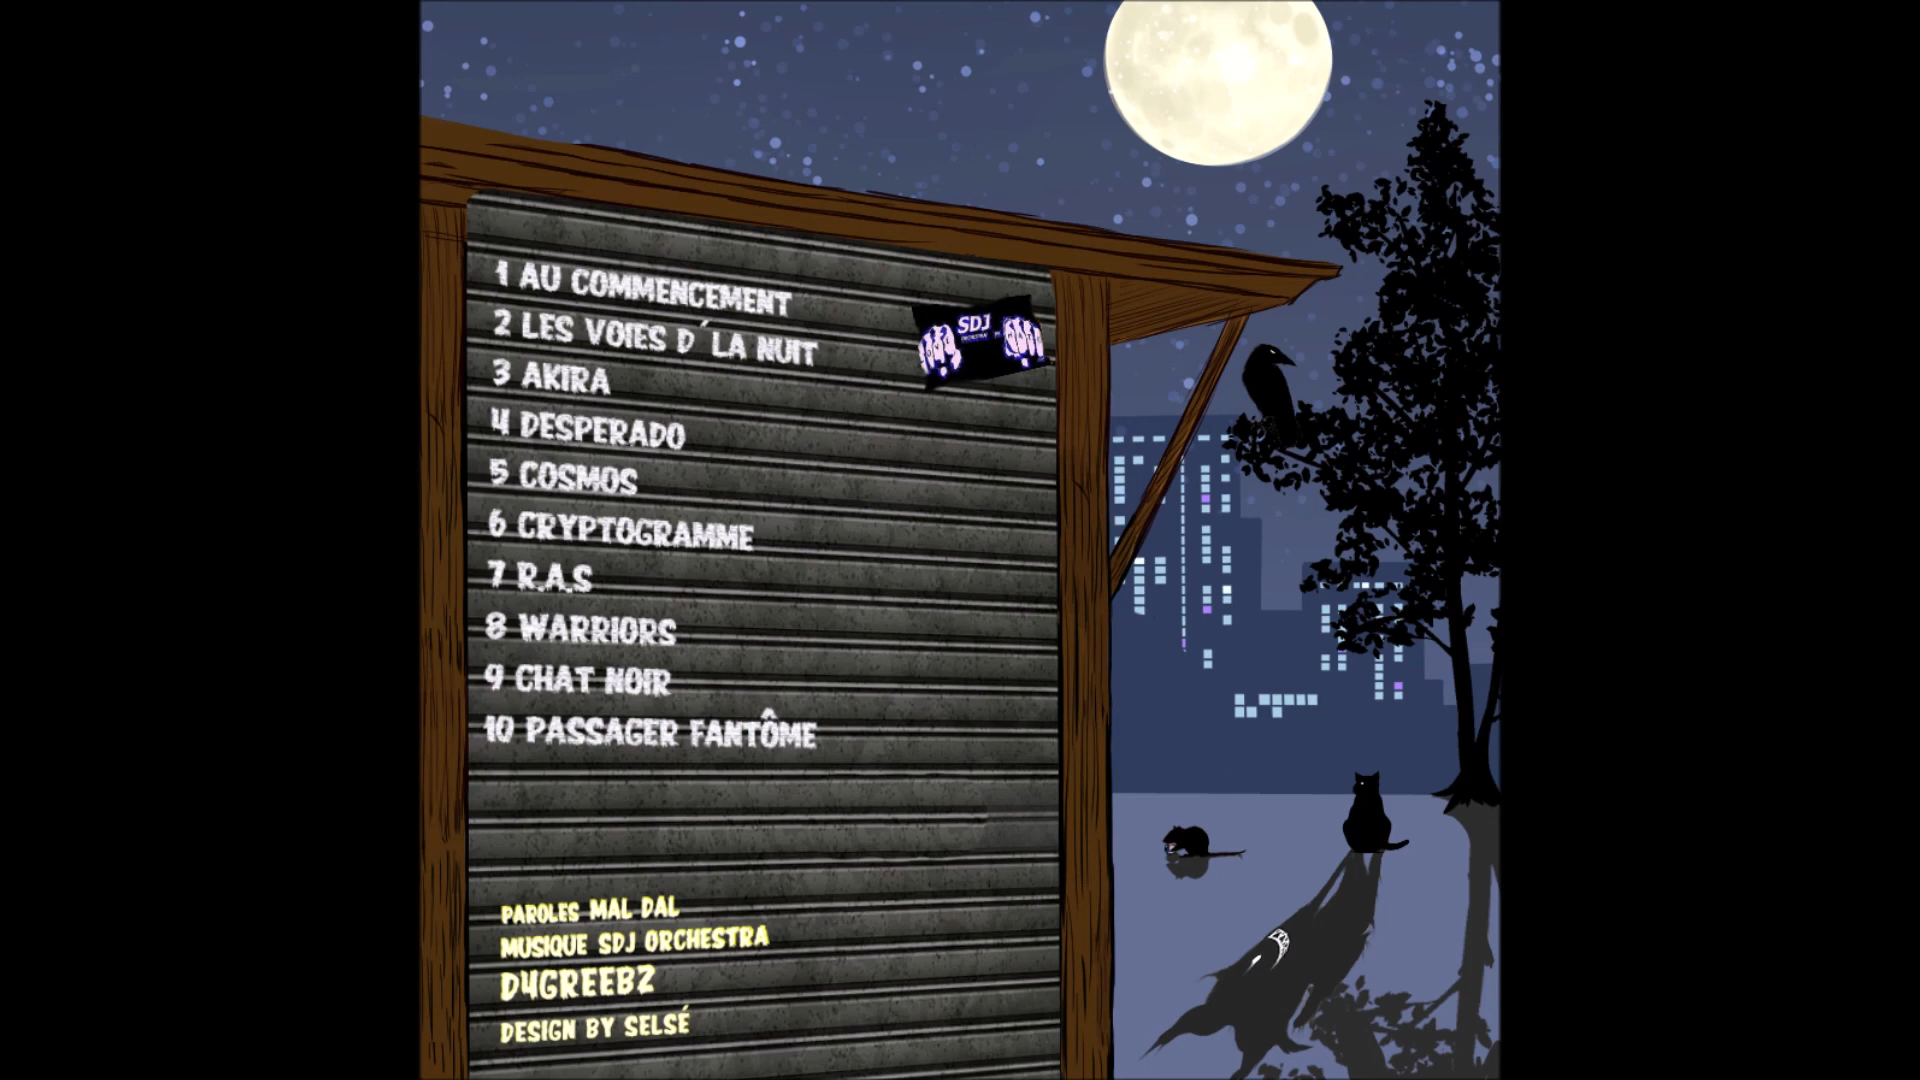 1 AU COMMENCEMENT
2 LES VOIES D´LA NUIT
3 AKIRA
4 DESPERADO
5 COSMOS
6 CRYPTOGRAMME
7 R.A.S
8 WARRIORS
9 CHAT NOIR
10 PASSAGER FANTÔME
SDJ
ORCHESTRA
PAROLES MAL DAL
MUSIQUE SDJ ORCHESTRA
D4GREEBZ
DESIGN BY SELSÉ